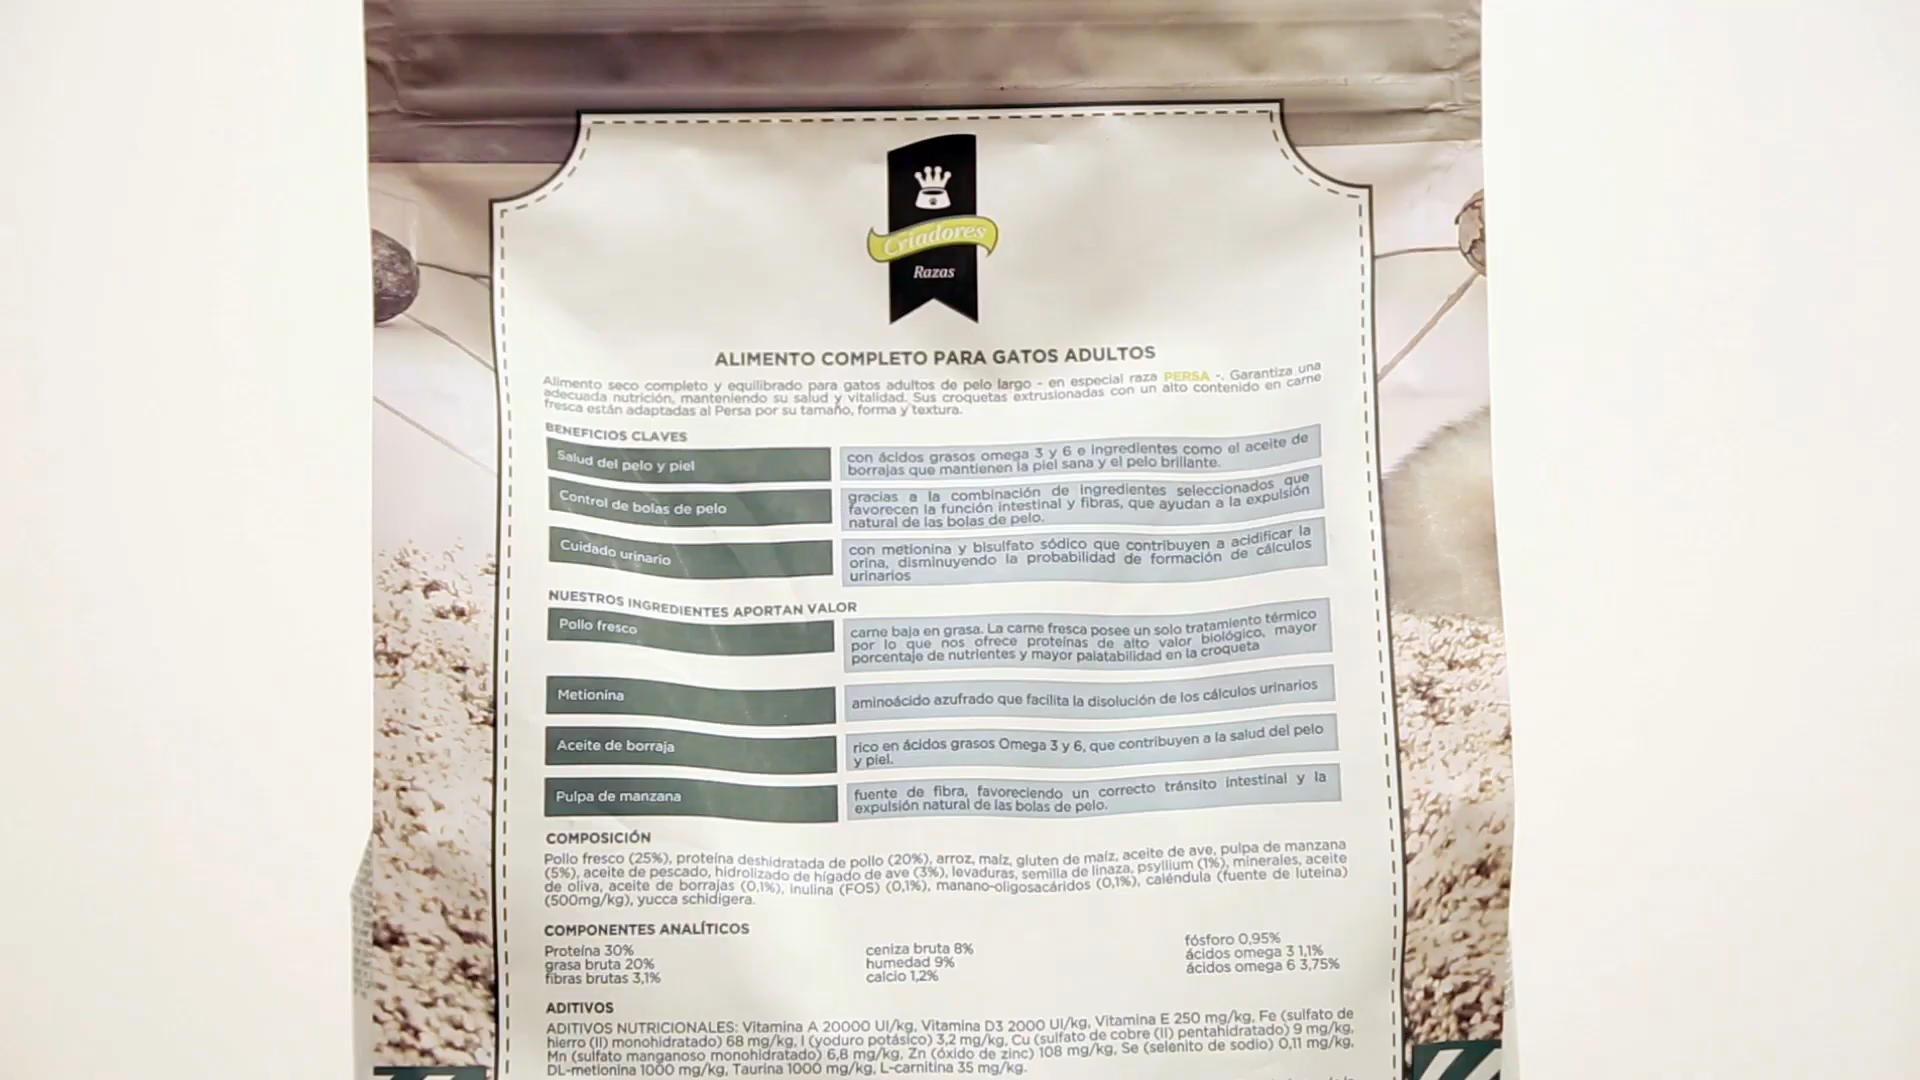 Criadores
Razas
ALIMENTO COMPLETO PARA GATOS ADULTOS
Alimento seco completo y equilibrado para gatos adultos de pelo largo - en especial raza PERSA -. Garantiza una
adecuada nutrición, manteniendo su salud y vitalidad. Sus croquetas extrusionadas con un alto contenido en carne
fresca están adaptadas al Persa por su tamaño, forma y textura.
BENEFICIOS CLAVES
Salud del pelo y piel
con ácidos grasos omega 3 y 6 e ingredientes como el aceite de
borrajas que mantienen la piel sana y el pelo brillante.
Control de bolas de pelo
gracias a la combinación de ingredientes seleccionados que
favorecen la función intestinal y fibras, que ayudan a la expulsión
natural de las bolas de pelo.
Cuidado urinario
con metionina y bisulfato sódico que contribuyen a acidificar la
orina, disminuyendo la probabilidad de formación de cálculos
urinarios
NUESTROS INGREDIENTES APORTAN VALOR
Pollo fresco
carne baja en grasa. La carne fresca posee un solo tratamiento térmico
por lo que nos ofrece proteínas de alto valor biológico, mayor
porcentaje de nutrientes y mayor palatabilidad en la croqueta
Metionina
aminoácido azufrado que facilita la disolución de los cálculos urinarios
Aceite de borraja
rico en ácidos grasos Omega 3 y 6, que contribuyen a la salud del pelo
y piel.
Pulpa de manzana
fuente de fibra, favoreciendo un correcto tránsito intestinal y la
expulsión natural de las bolas de pelo.
COMPOSICIÓN
Pollo fresco (25%), proteína deshidratada de pollo (20%), arroz, maíz, gluten de maíz, aceite de ave, pulpa de manzana
(5%), aceite de pescado, hidrolizado de hígado de ave (3%), levaduras, semilla de linaza, psyllium (1%), minerales, aceite
de oliva, aceite de borrajas (0,1%), inulina (FOS) (0,1%), manano-oligosacáridos (0,1%), caléndula (fuente de luteína)
(500mg/kg), yucca schidigera.
COMPONENTES ANALÍTICOS
Proteína 30%
grasa bruta 20%
fibras brutas 3,1%
ceniza bruta 8%
humedad 9%
calcio 1,2%
fósforo 0,95%
ácidos omega 3 1,1%
ácidos omega 6 3,75%
ADITIVOS
ADITIVOS NUTRICIONALES: Vitamina A 20000 UI/kg, Vitamina D3 2000 UI/kg, Vitamina E 250 mg/kg, Fe (sulfato de
hierro (II) monohidratado) 68 mg/kg, I (yoduro potásico) 3,2 mg/kg, Cu (sulfato de cobre (II) pentahidratado) 9 mg/kg,
Mn (sulfato manganoso monohidratado) 6,8 mg/kg, Zn (óxido de zinc) 108 mg/kg, Se (selenito de sodio) 0,11 mg/kg,
DL-metionina 1000 mg/kg, Taurina 1000 mg/kg, L-carnitina 35 mg/kg.